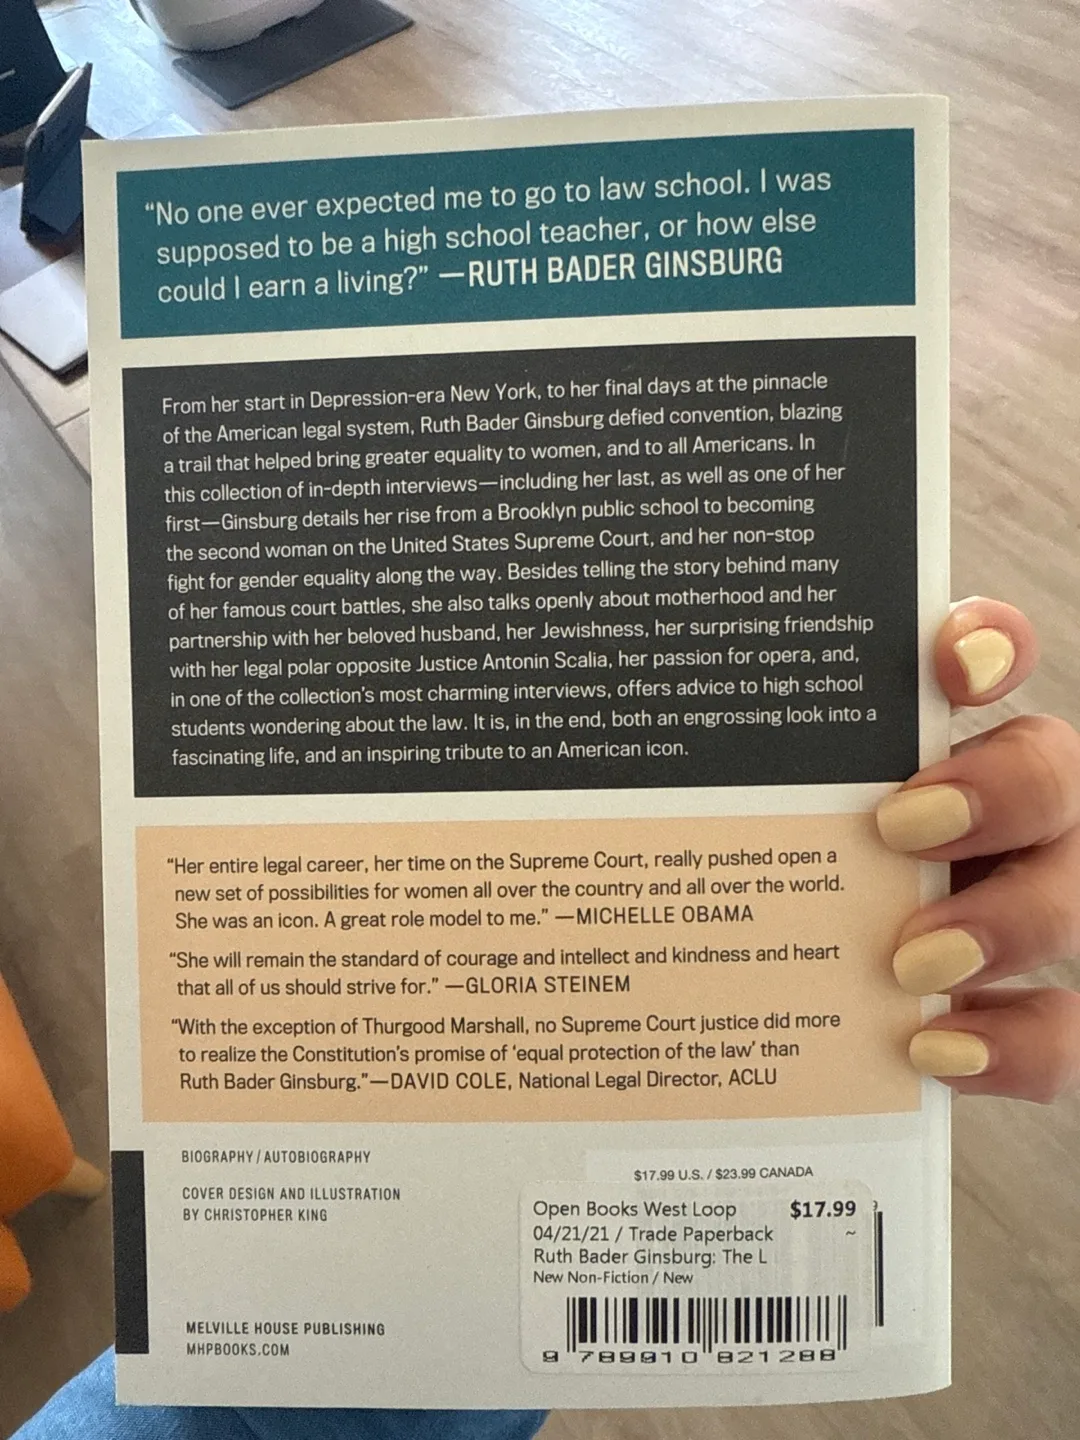 “No one ever expected me to go to law school. I was
supposed to be a high school teacher, or how else
could I earn a living?” —RUTH BADER GINSBURG
From her start in Depression-era New York, to her final days at the pinnacle
of the American legal system, Ruth Bader Ginsburg defied convention, blazing
a trail that helped bring greater equality to women, and to all Americans. In
this collection of in-depth interviews—including her last, as well as one of her
first—Ginsburg details her rise from a Brooklyn public school to becoming
the second woman on the United States Supreme Court, and her non-stop
fight for gender equality along the way. Besides telling the story behind many
of her famous court battles, she also talks openly about motherhood and her
partnership with her beloved husband, her Jewishness, her surprising friendship
with her legal polar opposite Justice Antonin Scalia, her passion for opera, and,
in one of the collection’s most charming interviews, offers advice to high school
students wondering about the law. It is, in the end, both an engrossing look into a
fascinating life, and an inspiring tribute to an American icon.
“Her entire legal career, her time on the Supreme Court, really pushed open a
new set of possibilities for women all over the country and all over the world.
She was an icon. A great role model to me.” —MICHELLE OBAMA
“She will remain the standard of courage and intellect and kindness and heart
that all of us should strive for.” —GLORIA STEINEM
“With the exception of Thurgood Marshall, no Supreme Court justice did more
to realize the Constitution’s promise of ‘equal protection of the law’ than
Ruth Bader Ginsburg.”—DAVID COLE, National Legal Director, ACLU
BIOGRAPHY / AUTOBIOGRAPHY
COVER DESIGN AND ILLUSTRATION
BY CHRISTOPHER KING
MELVILLE HOUSE PUBLISHING
MHPBOOKS.COM
$17.99 U.S. / $23.99 CANADA
Open Books West Loop $17.99
04/21/21 / Trade Paperback ~
Ruth Bader Ginsburg: The L
New Non-Fiction / New
9 789910 821288